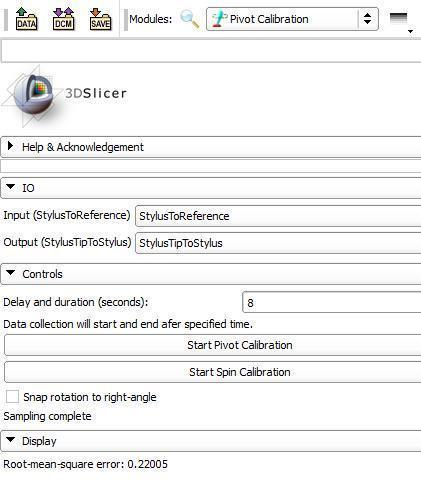 DATA DCM SAVE Modules: Pivot Calibration
3DSlicer
Help & Acknowledgement
IO
Input (StylusToReference) StylusToReference
Output (StylusTipToStylus) StylusTipToStylus
Controls
Delay and duration (seconds): 8
Data collection will start and end afer specified time.
Start Pivot Calibration
Start Spin Calibration
Snap rotation to right-angle
Sampling complete
Display
Root-mean-square error: 0.22005